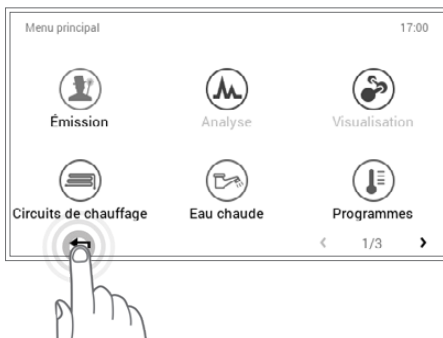 Menu principal 17:00
Émission Analyse Visualisation
Circuits de chauffage Eau chaude Programmes
< 1/3 >